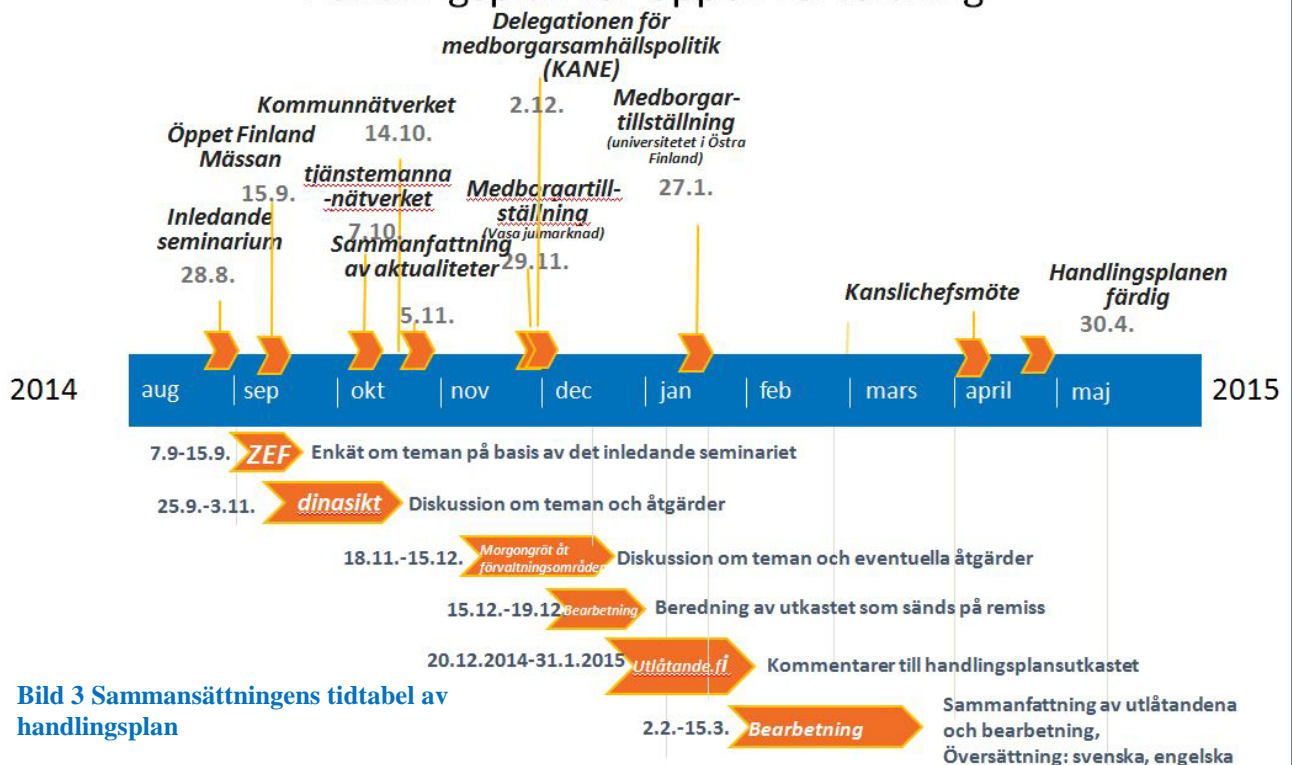 Delegationen för
medborgarsamhällspolitik
(KANE)
2.12.
Kommunnätverket
14.10.
Medborgar-
tillställning
(universitetet i Östra
Finland)
27.1.
Öppet Finland
Mässan
15.9.
tjänstemanna
-nätverket
7.10.
Medborgartill-
ställning
(Vasa julmarknad)
29.11.
Inledande
seminarium
28.8.
Sammanfattning
av aktualiteter
5.11.
Kanslichefsmöte
Handlingsplanen
färdig
30.4.
2014 aug sep okt nov dec jan feb mars april maj 2015
7.9-15.9. ZEF Enkät om teman på basis av det inledande seminariet
25.9.-3.11. dinasikt Diskussion om teman och åtgärder
18.11.-15.12. Morgongröt åt
förvaltningsområden Diskussion om teman och eventuella åtgärder
15.12.-19.12 Bearbetning Beredning av utkastet som sänds på remiss
20.12.2014-31.1.2015 Utlåtande.fi Kommentarer till handlingsplansutkastet
2.2.-15.3. Bearbetning Sammanfattning av utlåtandena
och bearbetning,
Översättning: svenska, engelska
Bild 3 Sammansättningens tidtabel av
handlingsplan